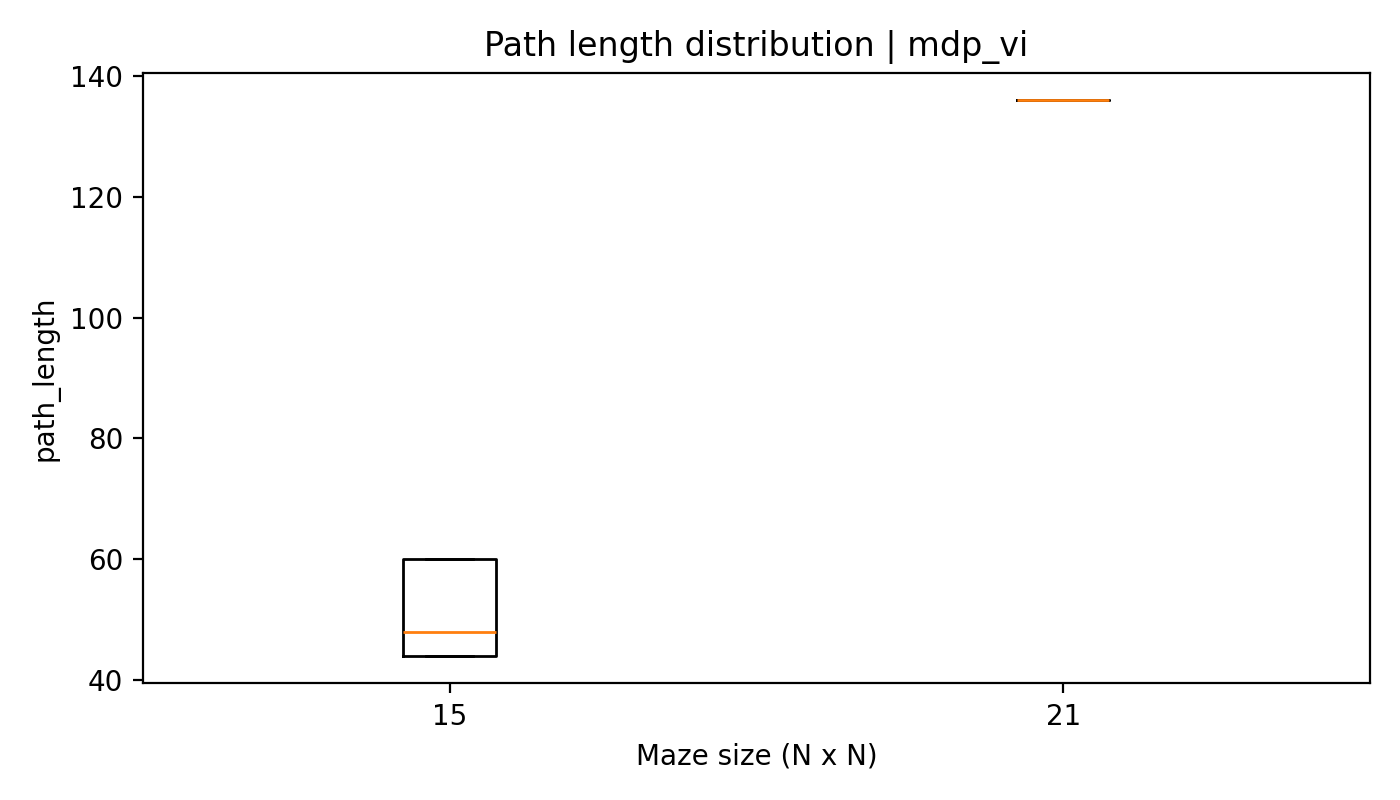 Path length distribution | mdp_vi
140
120
100
80
60
40
path_length
15
21
Maze size (N x N)